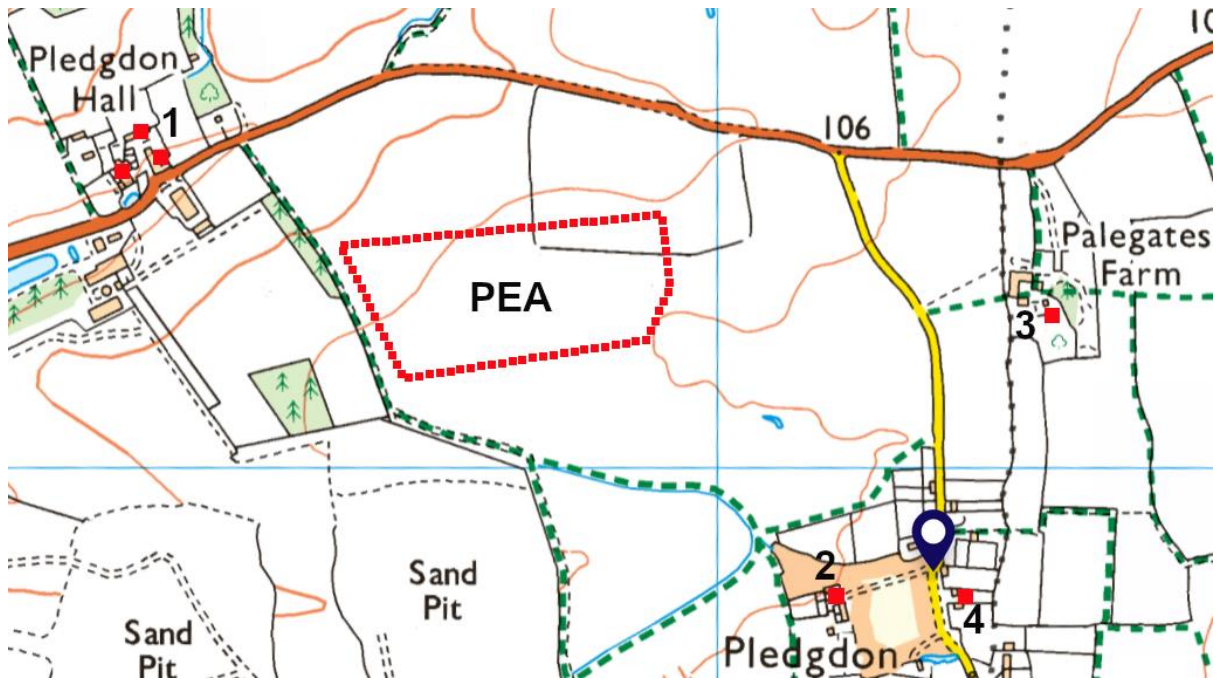 10
Pledgdon
Hall
1
106
Palegates
Farm
PEA
3
2
Sand
Pit
4
Sand
Pit
Pledgdon